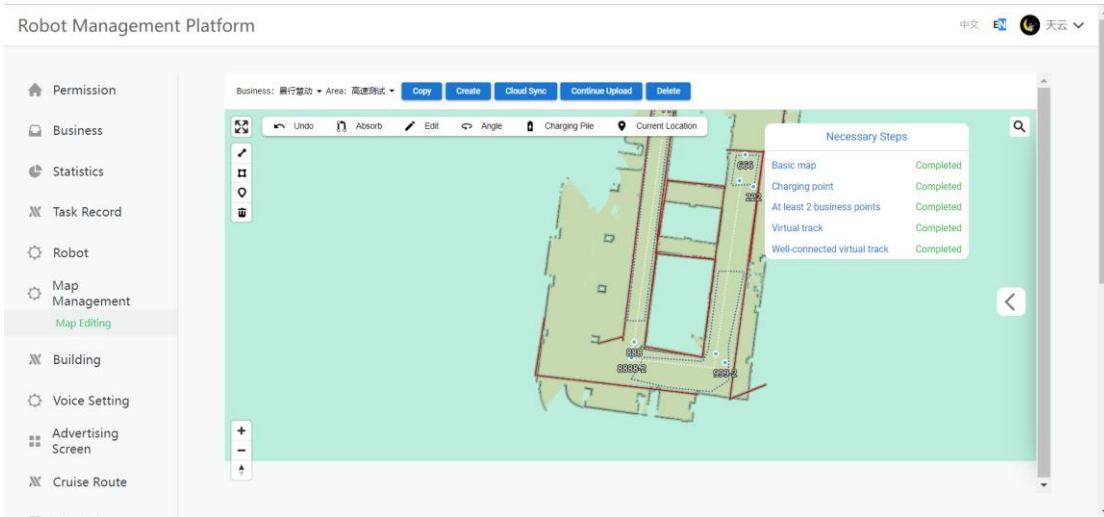 Robot Management Platform
中文 EN 天云
Permission
Business
Statistics
Task Record
Robot
Map
Management
Map Editing
Building
Voice Setting
Advertising
Screen
Cruise Route
Business: 景行慧动 Area: 高速测试 Copy Create Cloud Sync Continue Upload Delete
Undo Absorb Edit Angle Charging Pile Current Location
Necessary Steps
Basic map Completed
Charging point Completed
At least 2 business points Completed
Virtual track Completed
Well-connected virtual track Completed
666
222
888
8888-2
999-2